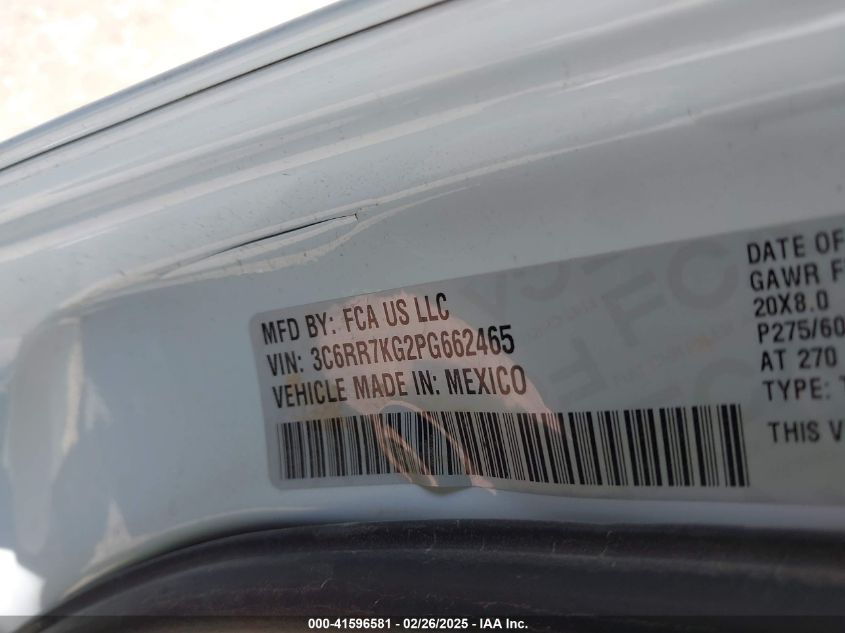 MFD BY: FCA US LLC
VIN: 3C6RR7KG2PG662465
VEHICLE MADE IN: MEXICO
DATE OF
GAWR F
20X8.0
P275/60
AT 270
TYPE:
THIS V
000-41596581 — 02/26/2025 — IAA Inc.